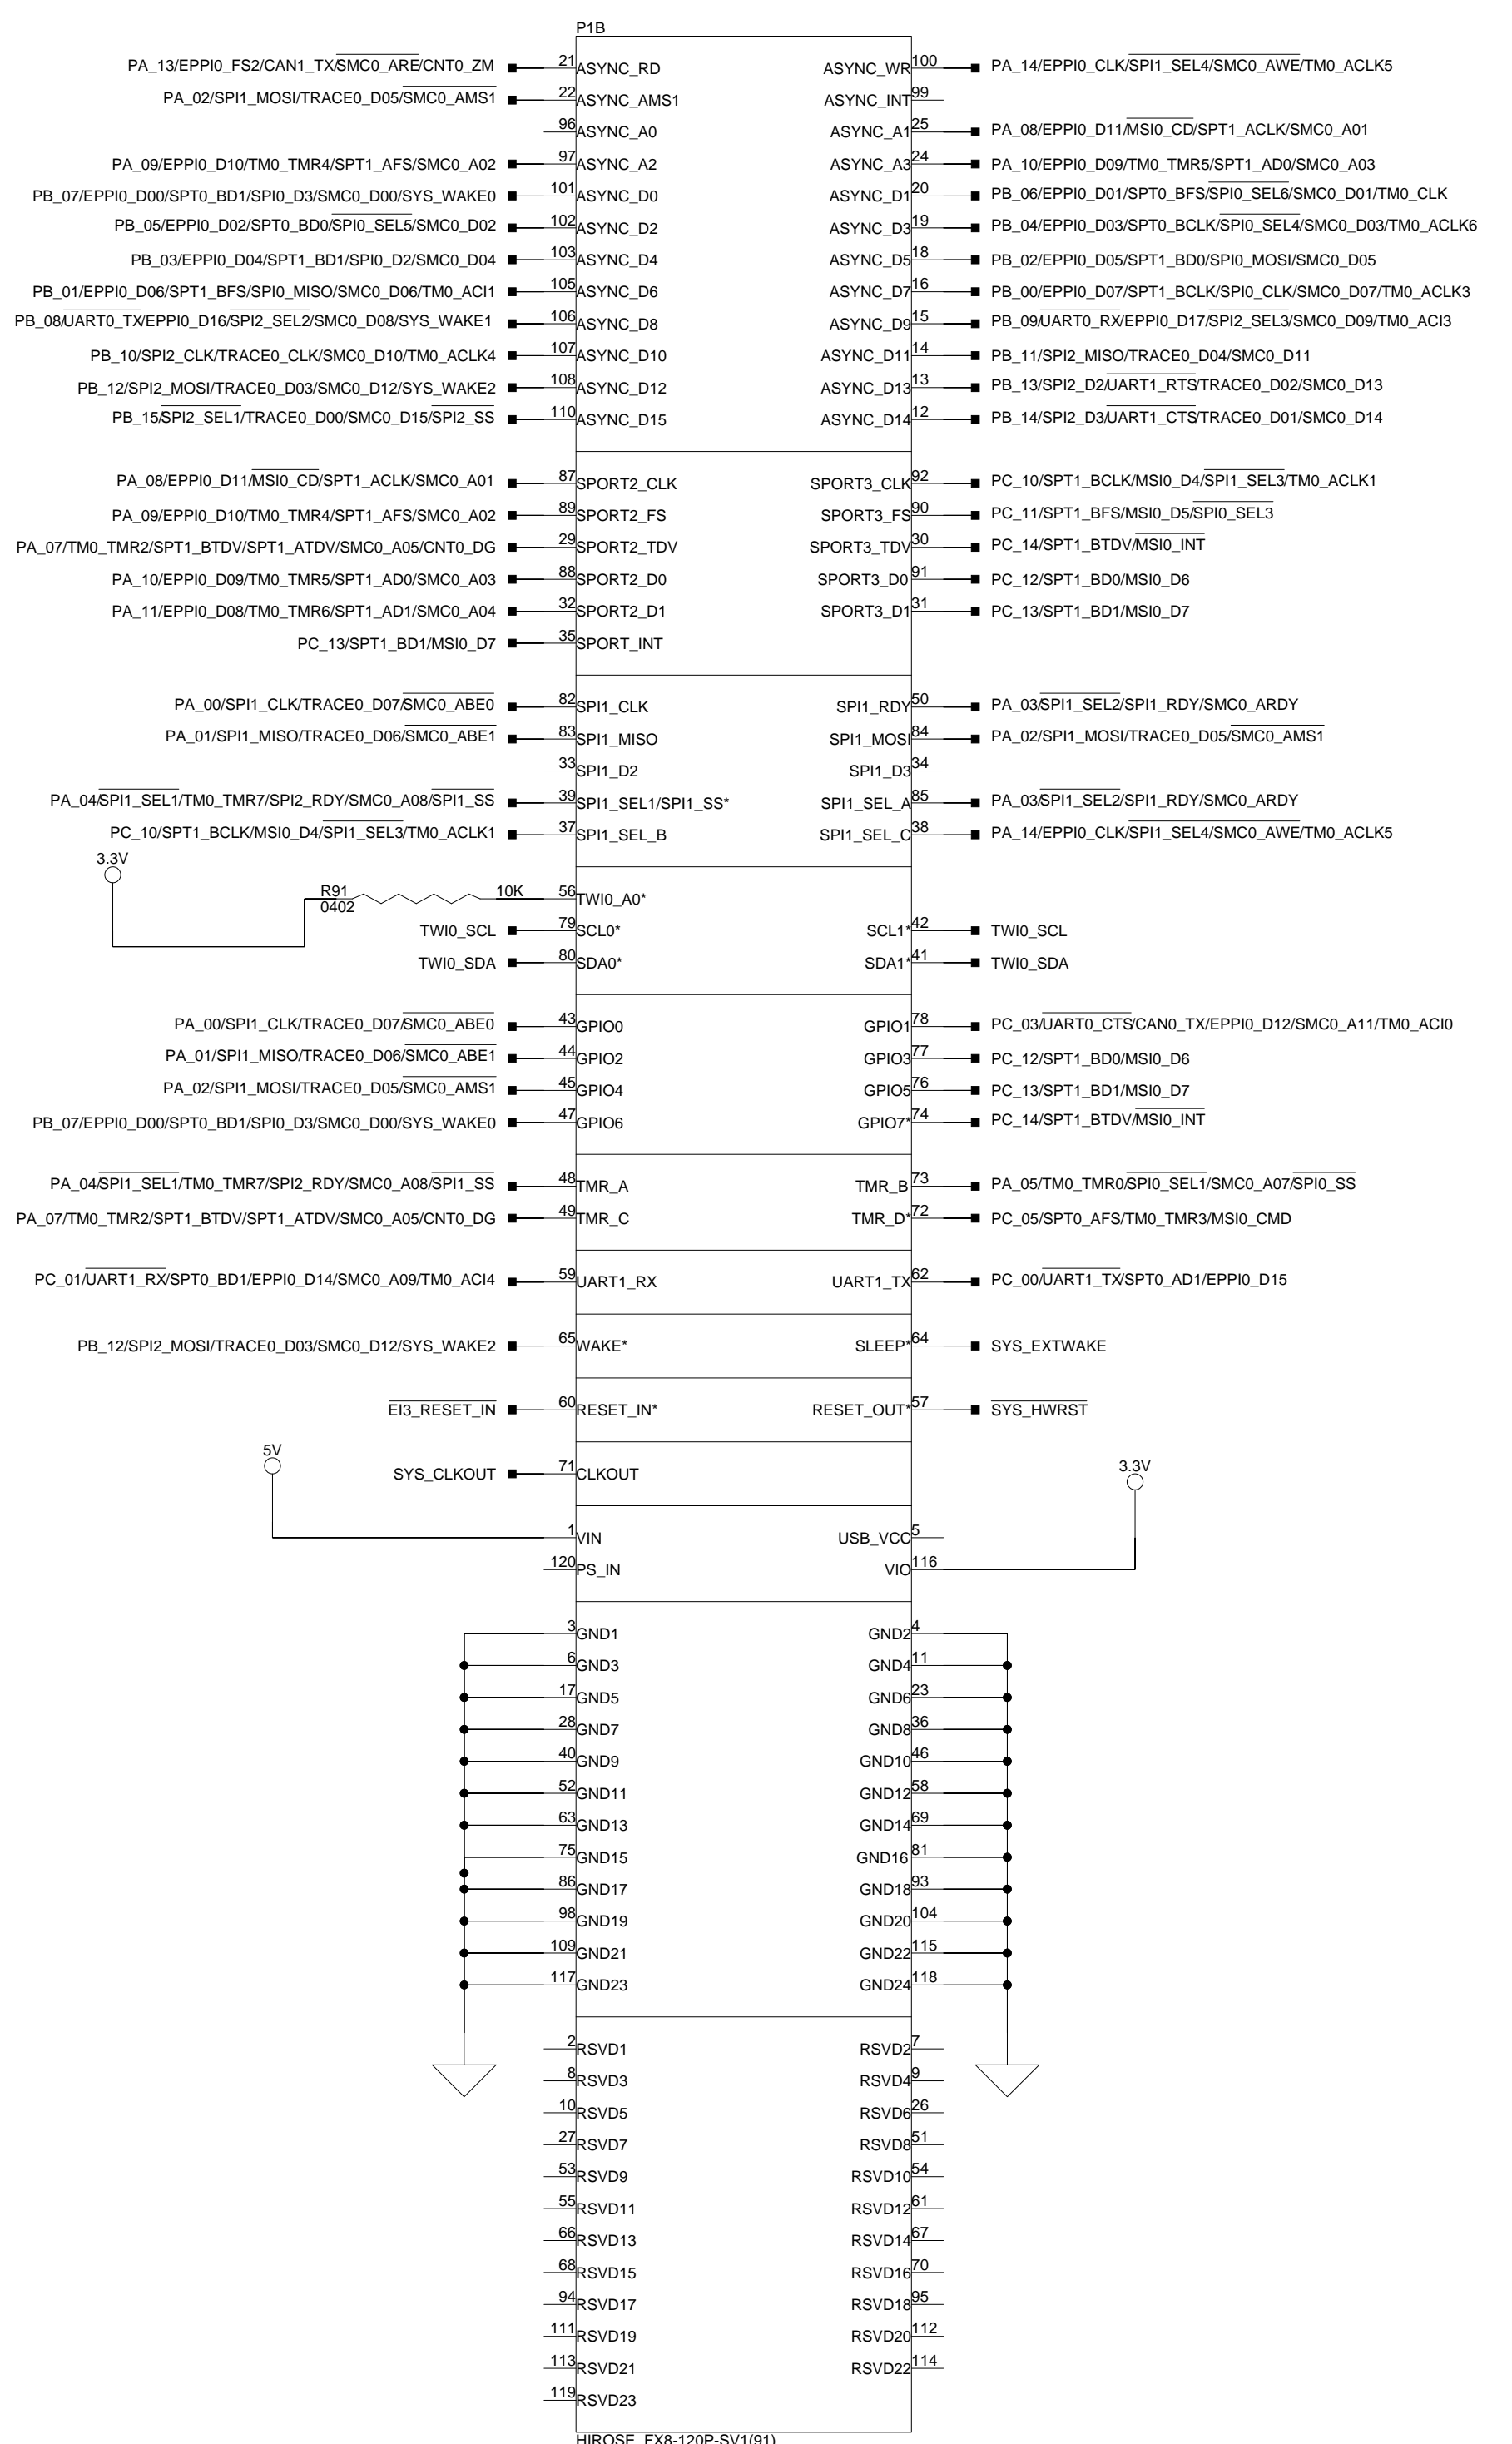 P1B
PA_13/EPPI0_FS2/CAN1_TX/SMC0_ARE/CNT0_ZM 21 ASYNC_RD ASYNC_WR 100 PA_14/EPPI0_CLK/SPI1_SEL4/SMC0_AWE/TM0_ACLK5
PA_02/SPI1_MOSI/TRACE0_D05/SMC0_AMS1 22 ASYNC_AMS1 ASYNC_INT 99
96 ASYNC_A0 ASYNC_A1 25 PA_08/EPPI0_D11/MSI0_CD/SPT1_ACLK/SMC0_A01
PA_09/EPPI0_D10/TM0_TMR4/SPT1_AFS/SMC0_A02 97 ASYNC_A2 ASYNC_A3 24 PA_10/EPPI0_D09/TM0_TMR5/SPT1_AD0/SMC0_A03
PB_07/EPPI0_D00/SPT0_BD1/SPI0_D3/SMC0_D00/SYS_WAKE0 101 ASYNC_D0 ASYNC_D1 20 PB_06/EPPI0_D01/SPT0_BFS/SPI0_SEL6/SMC0_D01/TM0_CLK
PB_05/EPPI0_D02/SPT0_BD0/SPI0_SEL5/SMC0_D02 102 ASYNC_D2 ASYNC_D3 19 PB_04/EPPI0_D03/SPT0_BCLK/SPI0_SEL4/SMC0_D03/TM0_ACLK6
PB_03/EPPI0_D04/SPT1_BD1/SPI0_D2/SMC0_D04 103 ASYNC_D4 ASYNC_D5 18 PB_02/EPPI0_D05/SPT1_BD0/SPI0_MOSI/SMC0_D05
PB_01/EPPI0_D06/SPT1_BFS/SPI0_MISO/SMC0_D06/TM0_ACI1 105 ASYNC_D6 ASYNC_D7 16 PB_00/EPPI0_D07/SPT1_BCLK/SPI0_CLK/SMC0_D07/TM0_ACLK3
PB_08/UART0_TX/EPPI0_D16/SPI2_SEL2/SMC0_D08/SYS_WAKE1 106 ASYNC_D8 ASYNC_D9 15 PB_09/UART0_RX/EPPI0_D17/SPI2_SEL3/SMC0_D09/TM0_ACI3
PB_10/SPI2_CLK/TRACE0_CLK/SMC0_D10/TM0_ACLK4 107 ASYNC_D10 ASYNC_D11 14 PB_11/SPI2_MISO/TRACE0_D04/SMC0_D11
PB_12/SPI2_MOSI/TRACE0_D03/SMC0_D12/SYS_WAKE2 108 ASYNC_D12 ASYNC_D13 13 PB_13/SPI2_D2/UART1_RTS/TRACE0_D02/SMC0_D13
PB_15/SPI2_SEL1/TRACE0_D00/SMC0_D15/SPI2_SS 110 ASYNC_D15 ASYNC_D14 12 PB_14/SPI2_D3/UART1_CTS/TRACE0_D01/SMC0_D14
PA_08/EPPI0_D11/MSI0_CD/SPT1_ACLK/SMC0_A01 87 SPORT2_CLK SPORT3_CLK 92 PC_10/SPT1_BCLK/MSI0_D4/SPI1_SEL3/TM0_ACLK1
PA_09/EPPI0_D10/TM0_TMR4/SPT1_AFS/SMC0_A02 89 SPORT2_FS SPORT3_FS 90 PC_11/SPT1_BFS/MSI0_D5/SPI0_SEL3
PA_07/TM0_TMR2/SPT1_BTDV/SPT1_ATDV/SMC0_A05/CNT0_DG 29 SPORT2_TDV SPORT3_TDV 30 PC_14/SPT1_BTDV/MSI0_INT
PA_10/EPPI0_D09/TM0_TMR5/SPT1_AD0/SMC0_A03 88 SPORT2_D0 SPORT3_D0 91 PC_12/SPT1_BD0/MSI0_D6
PA_11/EPPI0_D08/TM0_TMR6/SPT1_AD1/SMC0_A04 32 SPORT2_D1 SPORT3_D1 31 PC_13/SPT1_BD1/MSI0_D7
PC_13/SPT1_BD1/MSI0_D7 35 SPORT_INT
PA_00/SPI1_CLK/TRACE0_D07/SMC0_ABE0 82 SPI1_CLK SPI1_RDY 50 PA_03/SPI1_SEL2/SPI1_RDY/SMC0_ARDY
PA_01/SPI1_MISO/TRACE0_D06/SMC0_ABE1 83 SPI1_MISO SPI1_MOSI 84 PA_02/SPI1_MOSI/TRACE0_D05/SMC0_AMS1
33 SPI1_D2 SPI1_D3 34
PA_04/SPI1_SEL1/TM0_TMR7/SPI2_RDY/SMC0_A08/SPI1_SS 39 SPI1_SEL1/SPI1_SS* SPI1_SEL_A 85 PA_03/SPI1_SEL2/SPI1_RDY/SMC0_ARDY
PC_10/SPT1_BCLK/MSI0_D4/SPI1_SEL3/TM0_ACLK1 37 SPI1_SEL_B SPI1_SEL_C 38 PA_14/EPPI0_CLK/SPI1_SEL4/SMC0_AWE/TM0_ACLK5
3.3V
R91 10K 56 TWI0_A0*
0402
TWI0_SCL 79 SCL0* SCL1* 42 TWI0_SCL
TWI0_SDA 80 SDA0* SDA1* 41 TWI0_SDA
PA_00/SPI1_CLK/TRACE0_D07/SMC0_ABE0 43 GPIO0 GPIO1 78 PC_03/UART0_CTS/CAN0_TX/EPPI0_D12/SMC0_A11/TM0_ACI0
PA_01/SPI1_MISO/TRACE0_D06/SMC0_ABE1 44 GPIO2 GPIO3 77 PC_12/SPT1_BD0/MSI0_D6
PA_02/SPI1_MOSI/TRACE0_D05/SMC0_AMS1 45 GPIO4 GPIO5 76 PC_13/SPT1_BD1/MSI0_D7
PB_07/EPPI0_D00/SPT0_BD1/SPI0_D3/SMC0_D00/SYS_WAKE0 47 GPIO6 GPIO7* 74 PC_14/SPT1_BTDV/MSI0_INT
PA_04/SPI1_SEL1/TM0_TMR7/SPI2_RDY/SMC0_A08/SPI1_SS 48 TMR_A TMR_B 73 PA_05/TM0_TMR0/SPI0_SEL1/SMC0_A07/SPI0_SS
PA_07/TM0_TMR2/SPT1_BTDV/SPT1_ATDV/SMC0_A05/CNT0_DG 49 TMR_C TMR_D* 72 PC_05/SPT0_AFS/TM0_TMR3/MSI0_CMD
PC_01/UART1_RX/SPT0_BD1/EPPI0_D14/SMC0_A09/TM0_ACI4 59 UART1_RX UART1_TX 62 PC_00/UART1_TX/SPT0_AD1/EPPI0_D15
PB_12/SPI2_MOSI/TRACE0_D03/SMC0_D12/SYS_WAKE2 65 WAKE* SLEEP* 64 SYS_EXTWAKE
EI3_RESET_IN 60 RESET_IN* RESET_OUT* 57 SYS_HWRST
5V
SYS_CLKOUT 71 CLKOUT
3.3V
1 VIN USB_VCC 5
120 PS_IN VIO 116
3 GND1 GND2 4
6 GND3 GND4 11
17 GND5 GND6 23
28 GND7 GND8 36
40 GND9 GND10 46
52 GND11 GND12 58
63 GND13 GND14 69
75 GND15 GND16 81
86 GND17 GND18 93
98 GND19 GND20 104
109 GND21 GND22 115
117 GND23 GND24 118
2 RSVD1 RSVD2 7
8 RSVD3 RSVD4 9
10 RSVD5 RSVD6 26
27 RSVD7 RSVD8 51
53 RSVD9 RSVD10 54
55 RSVD11 RSVD12 61
66 RSVD13 RSVD14 67
68 RSVD15 RSVD16 70
94 RSVD17 RSVD18 95
111 RSVD19 RSVD20 112
113 RSVD21 RSVD22 114
119 RSVD23
HIROSE_FX8-120P-SV1(91)